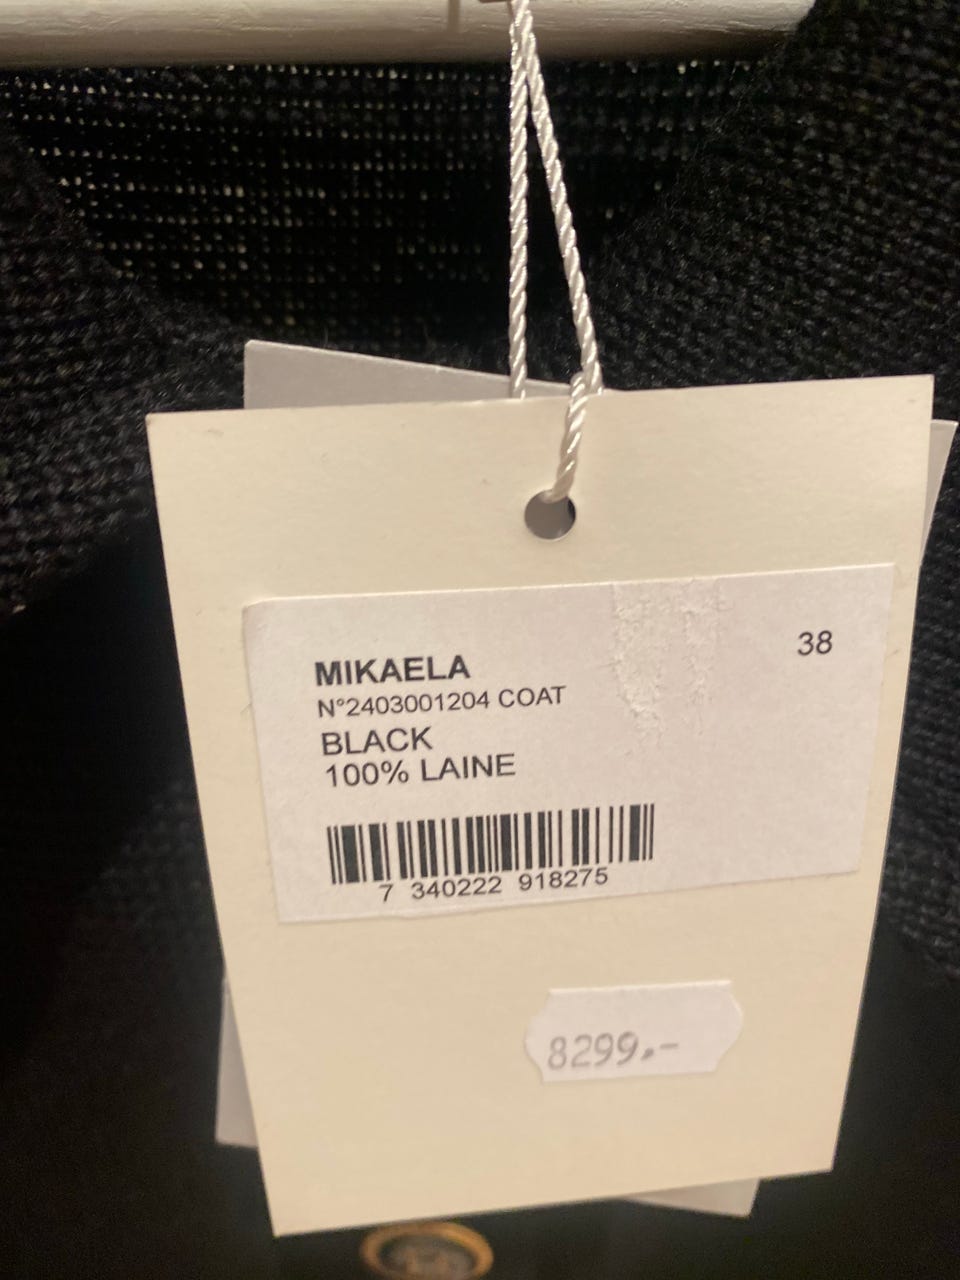 MIKAELA
38
N°2403001204 COAT
BLACK
100% LAINE
7 340222 918275
8299.-